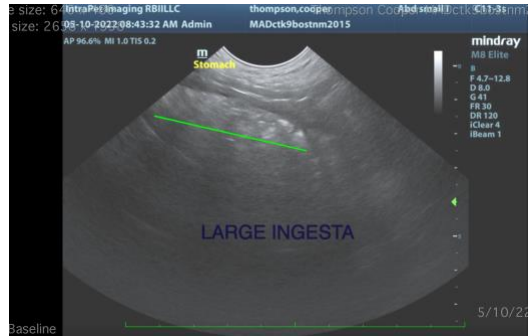 IntraPet Imaging RBIILLC thompson,cooper Abd small1 C11-3s
05-10-2022 08:43:32 AM Admin MADctk9bostnm2015
AP 96.6% MI 1.0 TIS 0.2
mindray
M8 Elite
m
Stomach
B
F 4.7-12.8
D 8.0
G 41
FR 30
DR 120
iClear 4
iBeam 1
LARGE INGESTA
5/10/22
Baseline